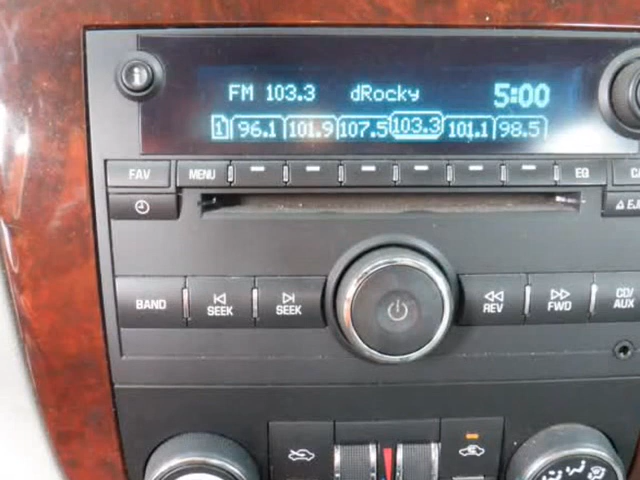 FM 103.3 dRocky 5:00
1 96.1 101.9 107.5 103.3 101.1 98.5
FAV MENU EQ
EJ
BAND SEEK SEEK REV FWD CD/
AUX